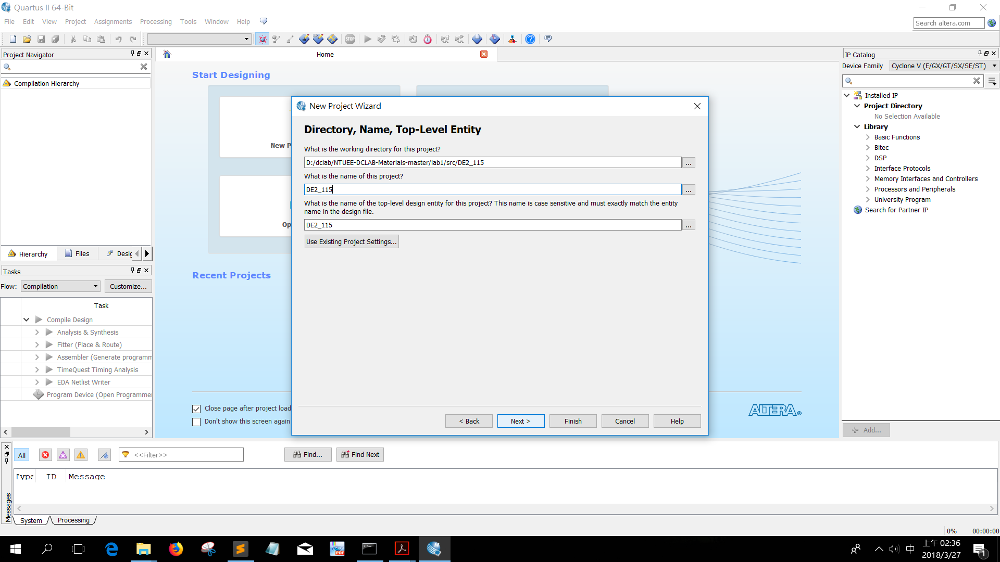 Quartus II 64-Bit
File Edit View Project Assignments Processing Tools Window Help
Search altera.com
STOP
Project Navigator
Compilation Hierarchy
Hierarchy Files
Home
Start Designing
New P
Op
Recent Projects
Close page after project load
Don't show this screen again
ALTERA®
New Project Wizard
Directory, Name, Top-Level Entity
What is the working directory for this project?
D:/dclab/NTUEE-DCLAB-Materials-master/lab1/src/DE2_115
...
What is the name of this project?
DE2_115
...
What is the name of the top-level design entity for this project? This name is case sensitive and must exactly match the entity
name in the design file.
DE2_115
...
Use Existing Project Settings...
< Back Next > Finish Cancel Help
IP Catalog
Device Family Cyclone V (E/GX/GT/SX/SE/ST)
Installed IP
Project Directory
No Selection Available
Library
Basic Functions
Bitec
DSP
Interface Protocols
Memory Interfaces and Controllers
Processors and Peripherals
University Program
Search for Partner IP
Add...
Tasks
Flow: Compilation Customize...
Task
Compile Design
Analysis & Synthesis
Fitter (Place & Route)
Assembler (Generate programm
TimeQuest Timing Analysis
EDA Netlist Writer
Program Device (Open Programmer
All <<Filter>> Find... Find Next
Type ID Message
Messages
System Processing
0% 00:00:00
PDF
中
上午 02:36
2018/3/27
1